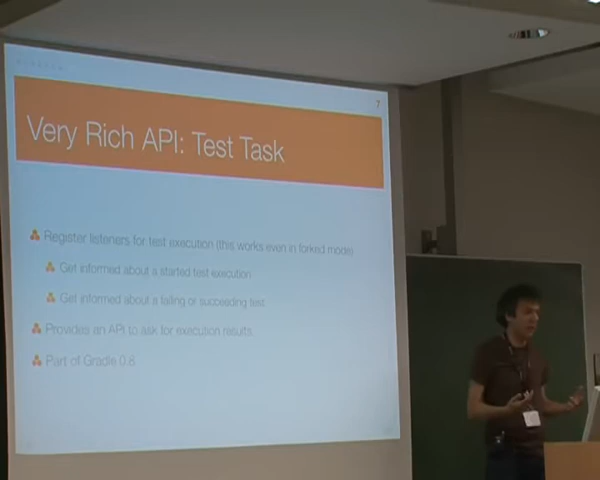 7
Very Rich API: Test Task
Register listeners for test execution (this works even in forked mode)
Get informed about a started test execution
Get informed about a failing or succeeding test
Provides an API to ask for execution results.
Part of Gradle 0.8